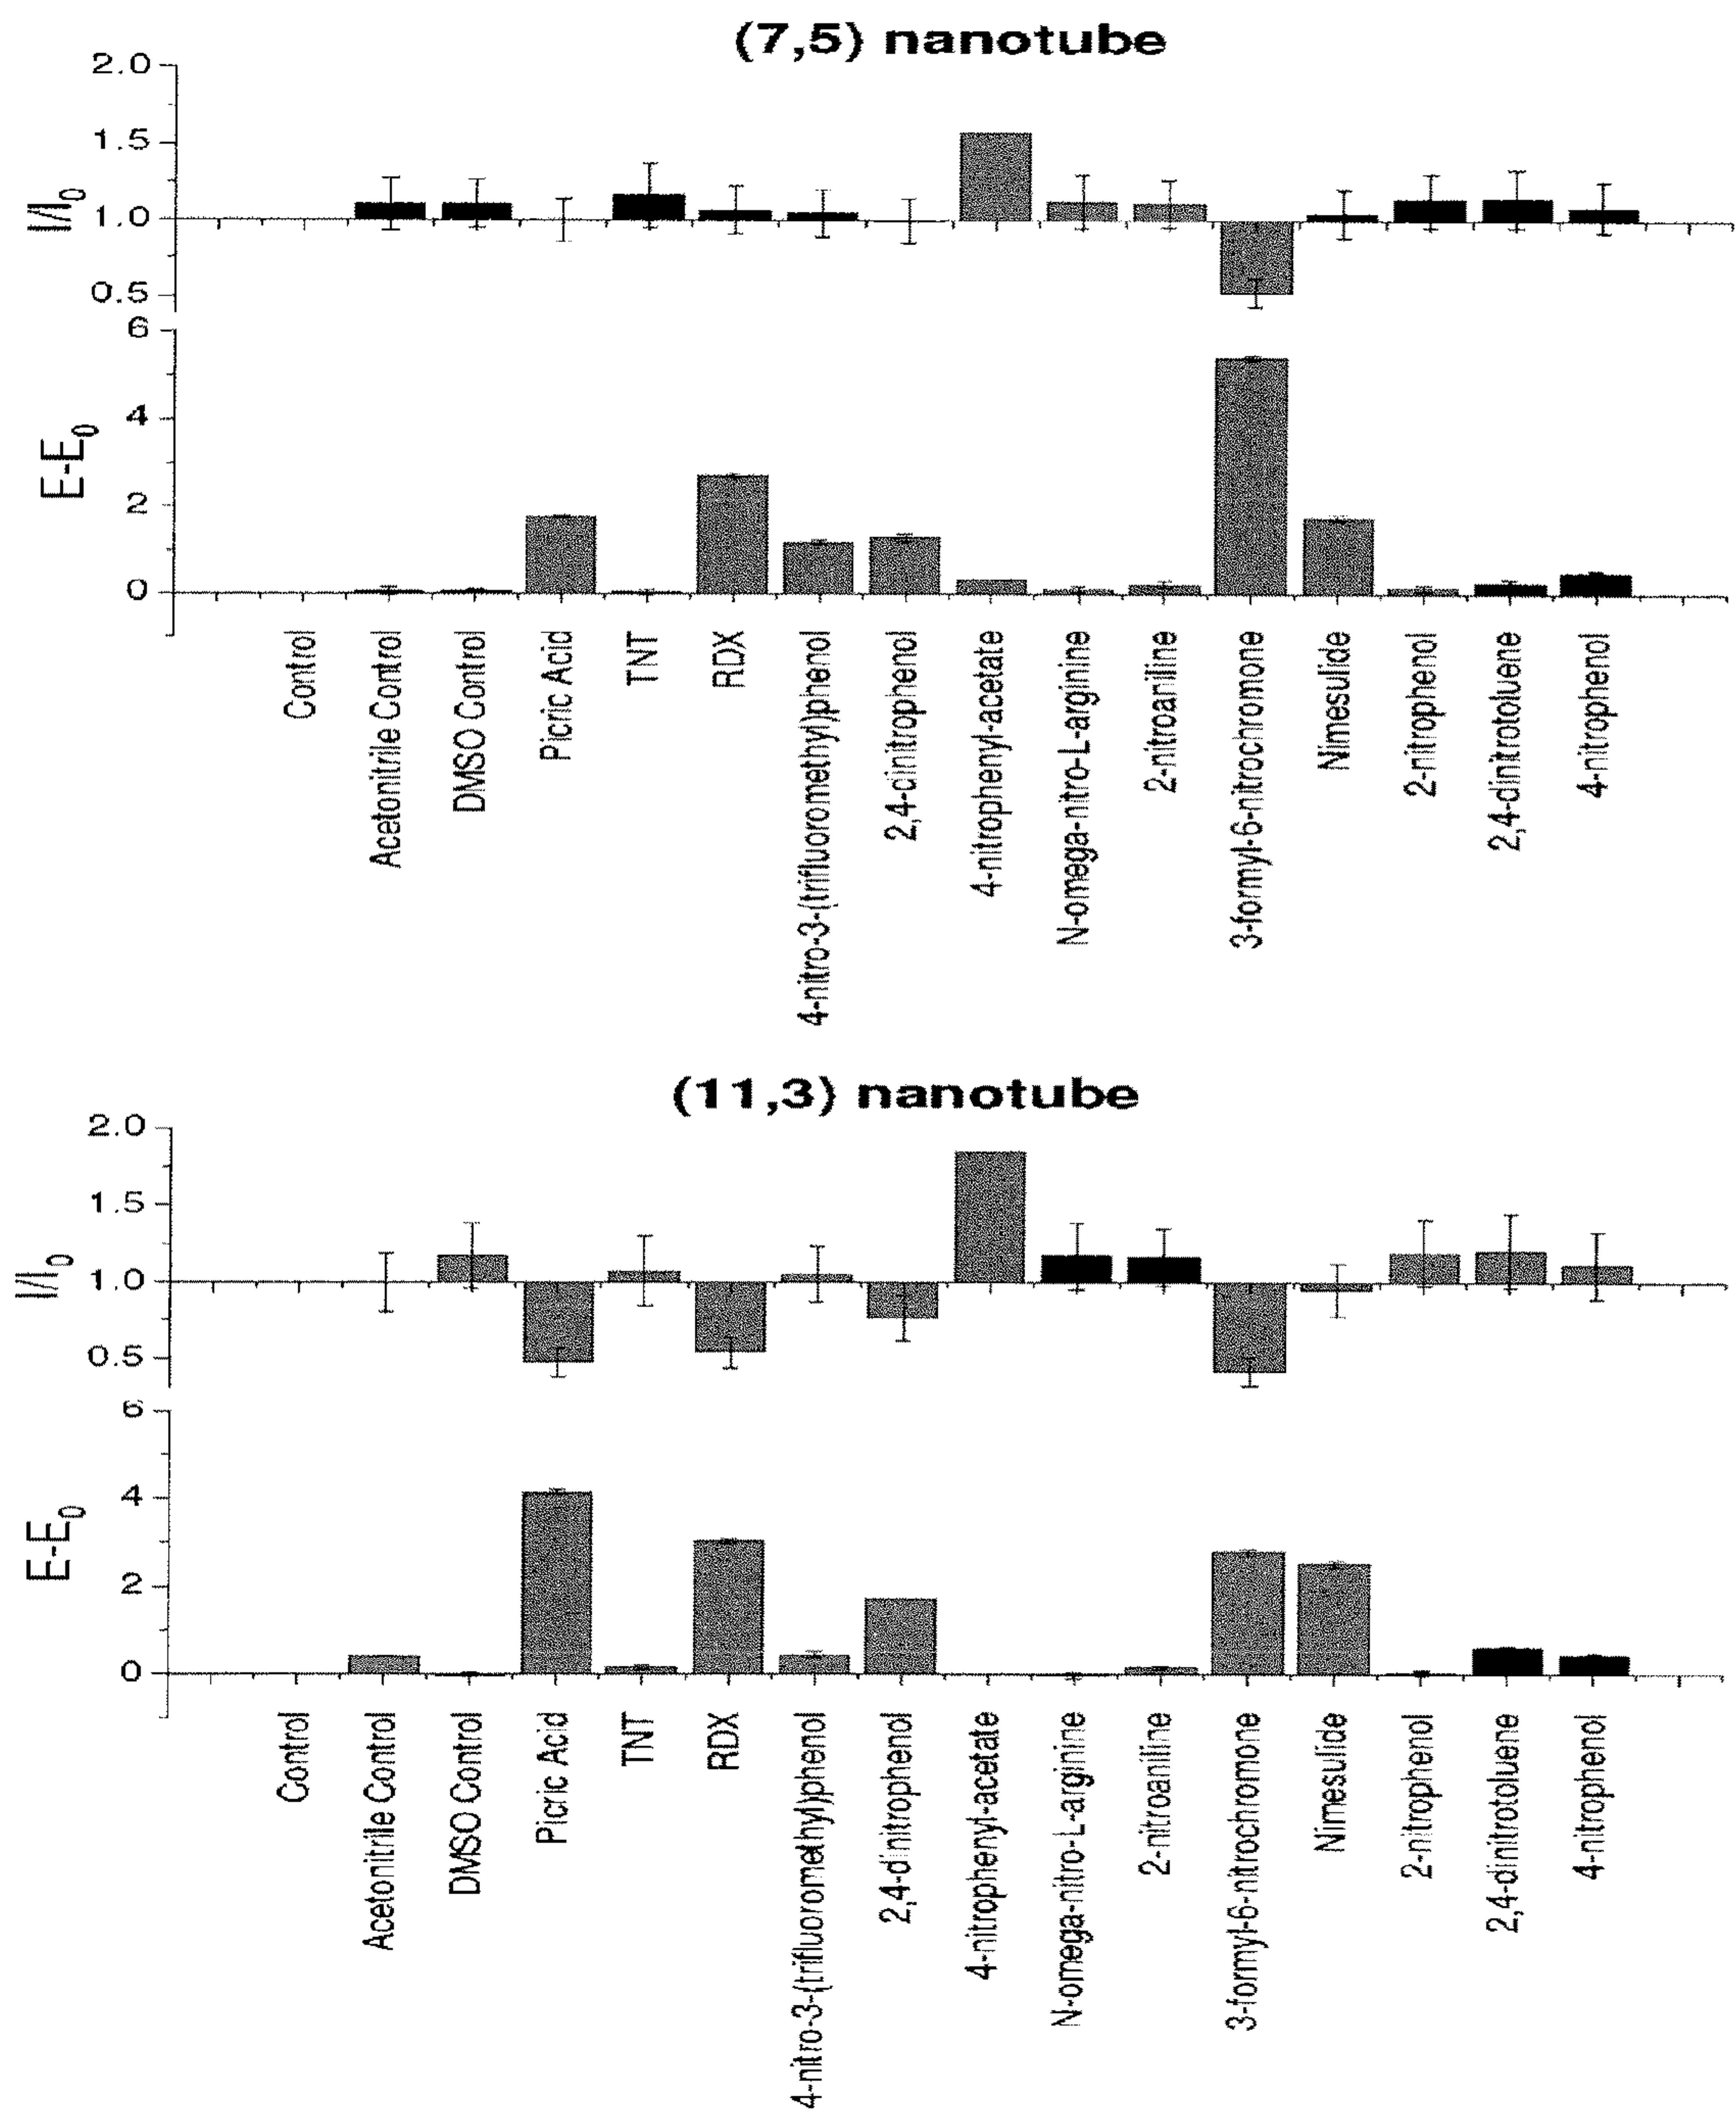 (7,5) nanotube
2.0
1.5
1.0
0.5
I/I0
6
4
2
0
E-E0
Control
Acetonitrile Control
DMSO Control
Picric Acid
TNT
RDX
4-nitro-3-(trifluoromethyl)phenol
2,4-dinitrophenol
4-nitrophenyl-acetate
N-omega-nitro-L-arginine
2-nitroaniline
3-formyl-6-nitrochromone
Nimesulide
2-nitrophenol
2,4-dinitrotoluene
4-nitrophenol
(11,3) nanotube
2.0
1.5
1.0
0.5
I/I0
6
4
2
0
E-E0
Control
Acetonitrile Control
DMSO Control
Picric Acid
TNT
RDX
4-nitro-3-(trifluoromethyl)phenol
2,4-dinitrophenol
4-nitrophenyl-acetate
N-omega-nitro-L-arginine
2-nitroaniline
3-formyl-6-nitrochromone
Nimesulide
2-nitrophenol
2,4-dinitrotoluene
4-nitrophenol